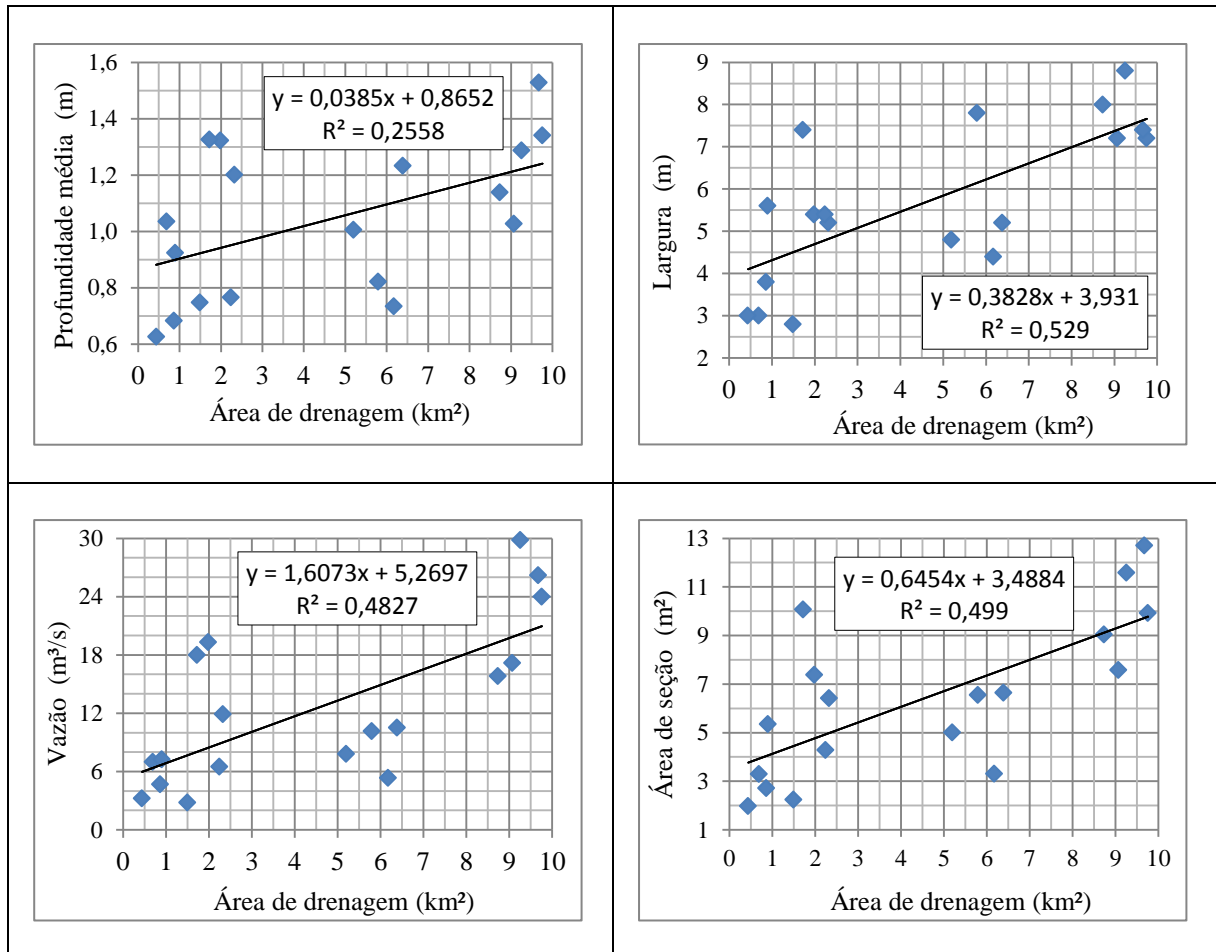 1,6
1,4
1,2
1,0
0,8
0,6
Profundidade média (m)
y = 0,0385x + 0,8652
R² = 0,2558
0 1 2 3 4 5 6 7 8 9 10
Área de drenagem (km²)
9
8
7
6
5
4
3
2
Largura (m)
y = 0,3828x + 3,931
R² = 0,529
0 1 2 3 4 5 6 7 8 9 10
Área de drenagem (km²)
30
24
18
12
6
0
Vazão (m³/s)
y = 1,6073x + 5,2697
R² = 0,4827
0 1 2 3 4 5 6 7 8 9 10
Área de drenagem (km²)
13
11
9
7
5
3
1
Área de seção (m²)
y = 0,6454x + 3,4884
R² = 0,499
0 1 2 3 4 5 6 7 8 9 10
Área de drenagem (km²)